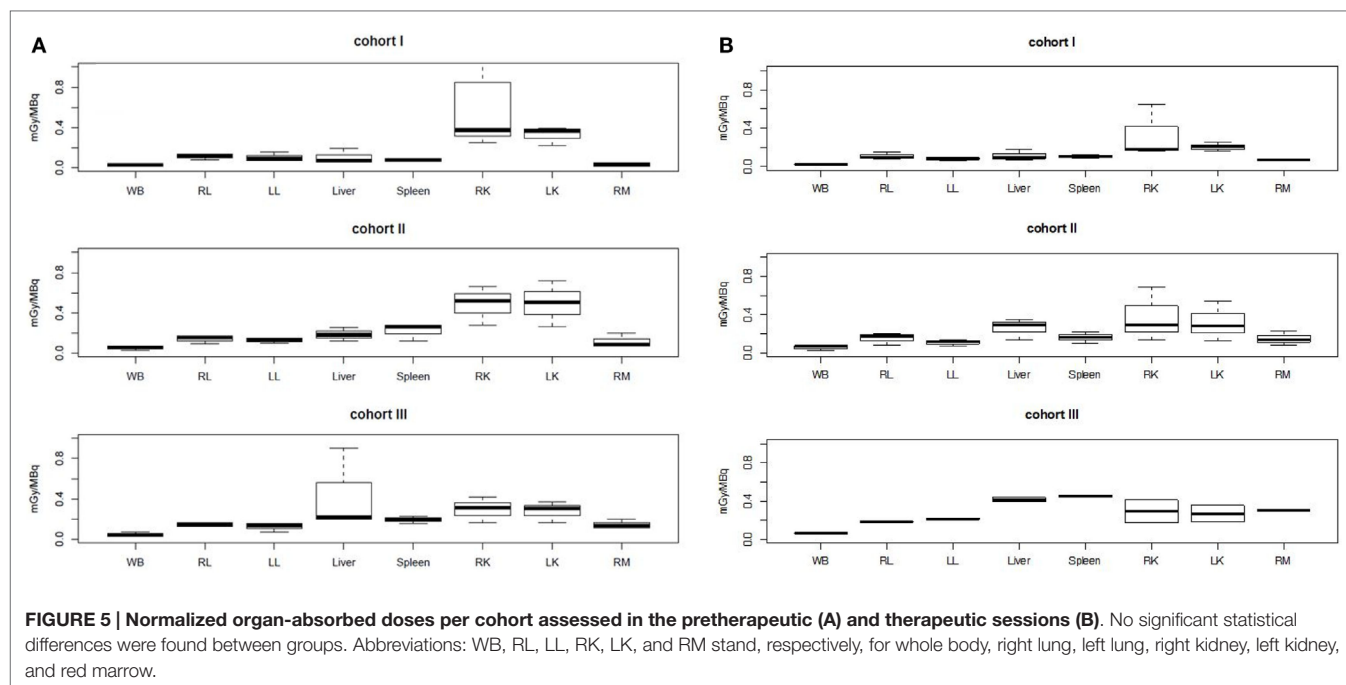 A
cohort I
mGy/MBq
0.8
0.4
0.0
WB RL LL Liver Spleen RK LK RM
cohort II
mGy/MBq
0.8
0.4
0.0
WB RL LL Liver Spleen RK LK RM
cohort III
mGy/MBq
0.8
0.4
0.0
WB RL LL Liver Spleen RK LK RM
B
cohort I
mGy/MBq
0.8
0.4
0.0
WB RL LL Liver Spleen RK LK RM
cohort II
mGy/MBq
0.8
0.4
0.0
WB RL LL Liver Spleen RK LK RM
cohort III
mGy/MBq
0.8
0.4
0.0
WB RL LL Liver Spleen RK LK RM
FIGURE 5 | Normalized organ-absorbed doses per cohort assessed in the pretherapeutic (A) and therapeutic sessions (B). No significant statistical
differences were found between groups. Abbreviations: WB, RL, LL, RK, LK, and RM stand, respectively, for whole body, right lung, left lung, right kidney, left kidney,
and red marrow.